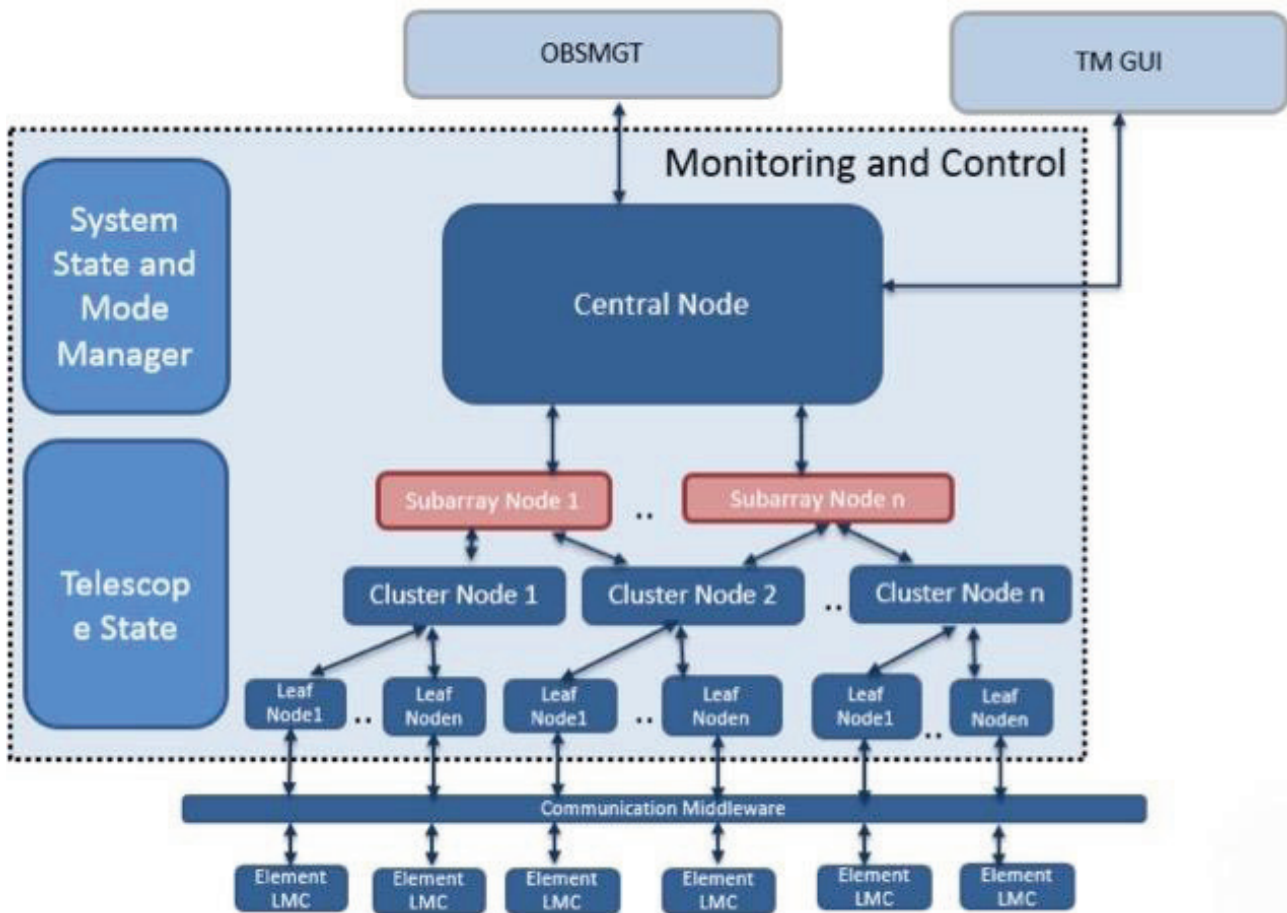 OBSMGT
TM GUI
Monitoring and Control
System
State and
Mode
Manager
Central Node
Telescop
e State
Subarray Node 1
..
Subarray Node n
Cluster Node 1
Cluster Node 2
..
Cluster Node n
Leaf
Node1
..
Leaf
Noden
Leaf
Node1
..
Leaf
Noden
Leaf
Node1
..
Leaf
Noden
Communication Middleware
Element
LMC
Element
LMC
Element
LMC
Element
LMC
Element
LMC
Element
LMC